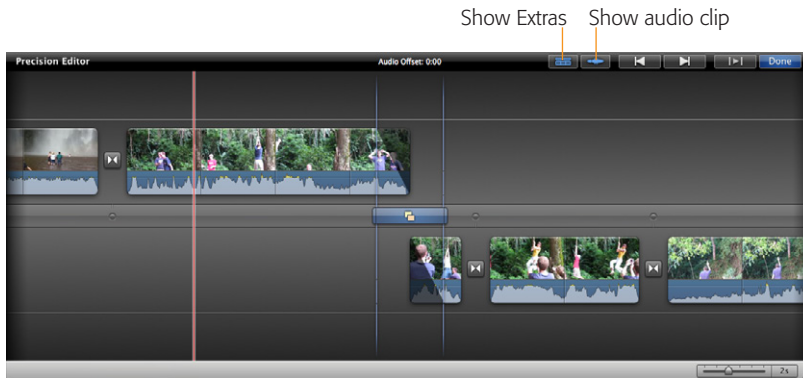 Show Extras Show audio clip
Precision Editor Audio Offset: 0:00 Done
2s